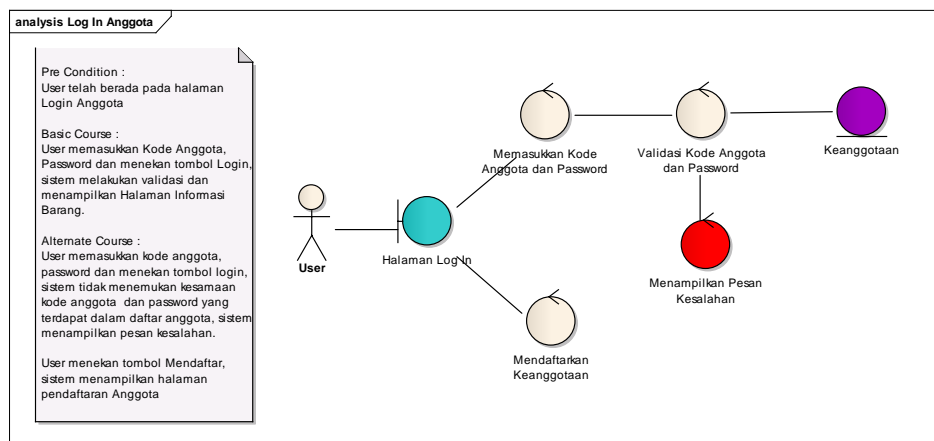 analysis Log In Anggota
Pre Condition :
User telah berada pada halaman
Login Anggota
Basic Course :
User memasukkan Kode Anggota,
Password dan menekan tombol Login,
sistem melakukan validasi dan
menampilkan Halaman Informasi
Barang.
Alternate Course :
User memasukkan kode anggota,
password dan menekan tombol login,
sistem tidak menemukan kesamaan
kode anggota dan password yang
terdapat dalam daftar anggota, sistem
menampilkan pesan kesalahan.
User menekan tombol Mendaftar,
sistem menampilkan halaman
pendaftaran Anggota
User
Halaman Log In
Memasukkan Kode
Anggota dan Password
Validasi Kode Anggota
dan Password
Keanggotaan
Menampilkan Pesan
Kesalahan
Mendaftarkan
Keanggotaan